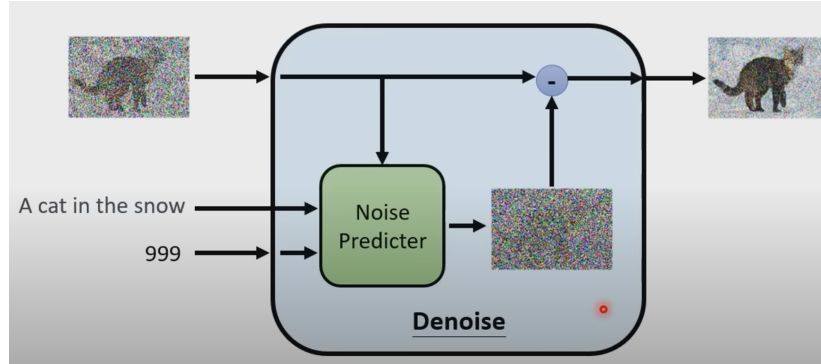 -
A cat in the snow
999
Noise
Predicter
Denoise